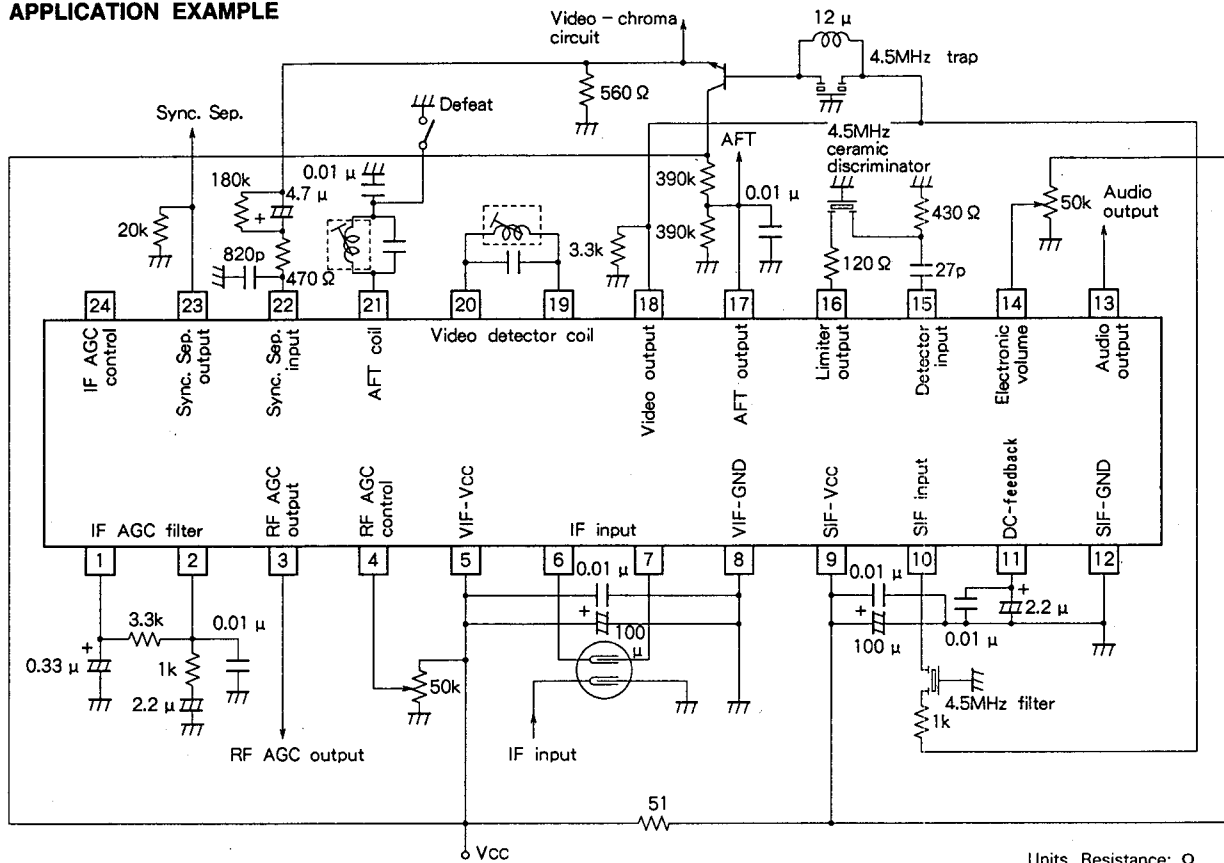 APPLICATION EXAMPLE
Video – chroma
circuit
12 μ
4.5MHz trap
560 Ω
Sync. Sep.
Defeat
4.5MHz
ceramic
discriminator
AFT
0.01 μ
180k
4.7 μ
+
390k
0.01 μ
50k
Audio
output
20k
430 Ω
820p
470 Ω
3.3k
390k
120Ω
27p
24
23
22
21
20
19
18
17
16
15
14
13
IF AGC
control
Sync. Sep.
output
Sync. Sep.
input
AFT coil
Video detector coil
Video output
AFT output
Limiter
output
Detector
input
Electronic
volume
Audio
output
IF AGC filter
RF AGC
output
RF AGC
control
VIF-Vcc
IF input
VIF-GND
SIF-Vcc
SIF input
DC-feedback
SIF-GND
1
2
3
4
5
6
7
8
9
10
11
12
3.3k
0.01 μ
+
0.33 μ
1k
2.2 μ
50k
0.01 μ
+
100
μ
0.01 μ
+
100 μ
0.01 μ
+
2.2 μ
4.5MHz filter
1k
RF AGC output
IF input
51
Vcc
Units Resistance: Ω